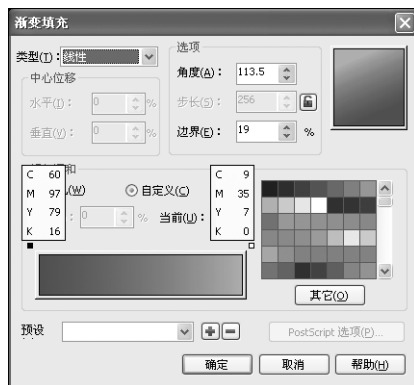 渐变填充
类型(T): 线性
选项
角度(A): 113.5
步长(S): 256
边界(E): 19 %
中心位移
水平(I): 0 %
垂直(V): 0 %
和
(W)
自定义(C)
: 0 % 当前(U):
C 60
M 97
Y 79
K 16
C 9
M 35
Y 7
K 0
其它(O)
预设
PostScript 选项(P)...
确定 取消 帮助(H)